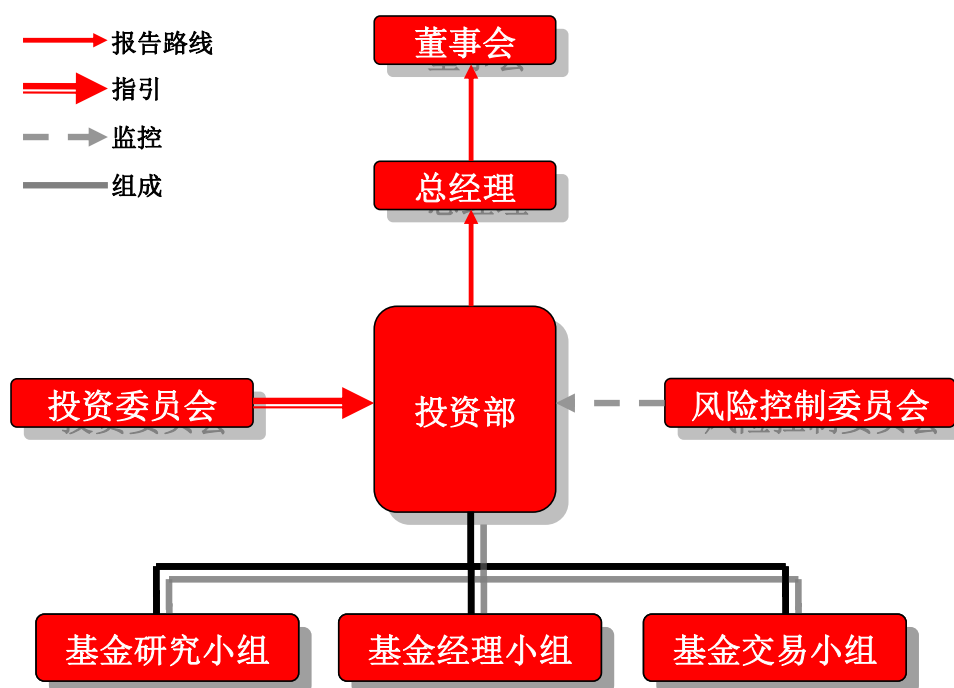 报告路线
指引
监控
组成
董事会
总经理
投资部
投资委员会
风险控制委员会
基金研究小组
基金经理小组
基金交易小组